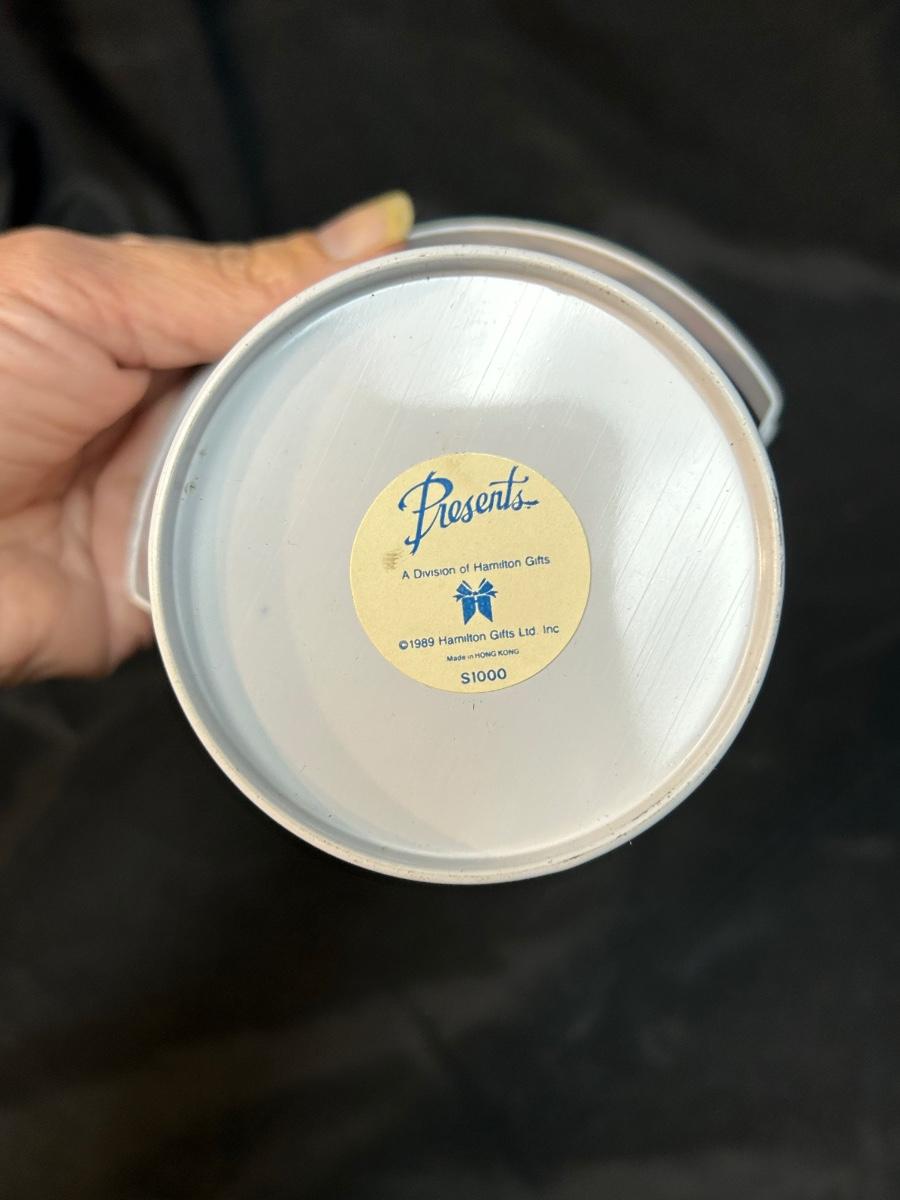 Presents
A Division of Hamilton Gifts
©1989 Hamilton Gifts Ltd. Inc
Made in HONG KONG
S1000